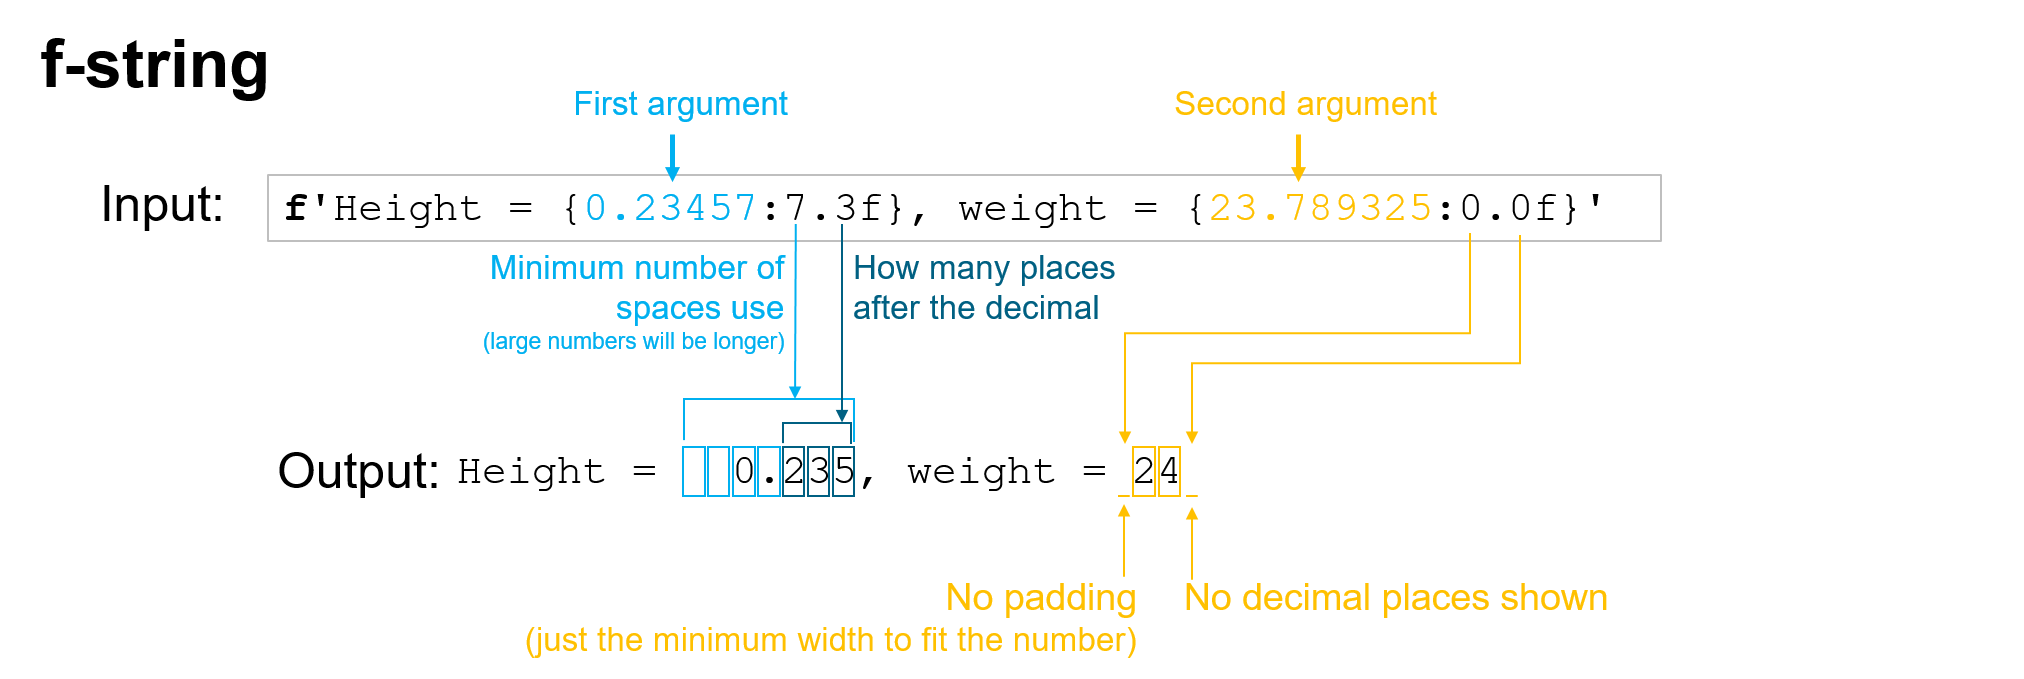 f-string
First argument
Second argument
Input: f'Height = {0.23457:7.3f}, weight = {23.789325:0.0f}'
Minimum number of
spaces use
(large numbers will be longer)
How many places
after the decimal
Output: Height =   0.235, weight = 24
No padding
(just the minimum width to fit the number)
No decimal places shown